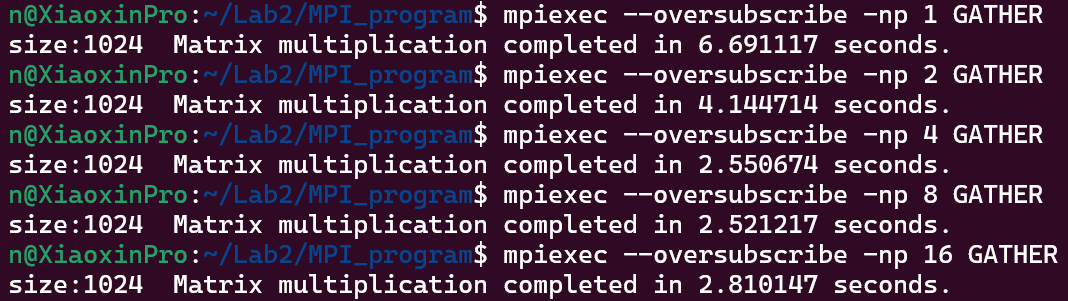 n@XiaoxinPro:~/Lab2/MPI_program$ mpiexec --oversubscribe -np 1 GATHER
size:1024  Matrix multiplication completed in 6.691117 seconds.
n@XiaoxinPro:~/Lab2/MPI_program$ mpiexec --oversubscribe -np 2 GATHER
size:1024  Matrix multiplication completed in 4.144714 seconds.
n@XiaoxinPro:~/Lab2/MPI_program$ mpiexec --oversubscribe -np 4 GATHER
size:1024  Matrix multiplication completed in 2.550674 seconds.
n@XiaoxinPro:~/Lab2/MPI_program$ mpiexec --oversubscribe -np 8 GATHER
size:1024  Matrix multiplication completed in 2.521217 seconds.
n@XiaoxinPro:~/Lab2/MPI_program$ mpiexec --oversubscribe -np 16 GATHER
size:1024  Matrix multiplication completed in 2.810147 seconds.